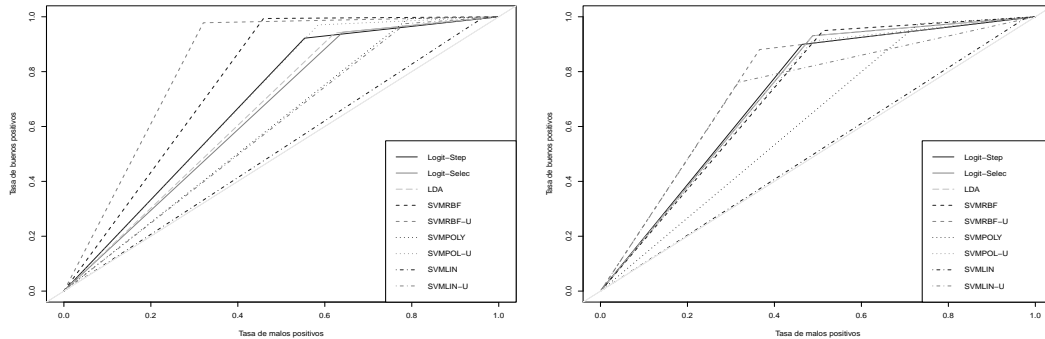 Tasa de buenos positivos
1.0
0.8
0.6
0.4
0.2
0.0
Logit−Step
Logit−Selec
LDA
SVMRBF
SVMRBF−U
SVMPOLY
SVMPOL−U
SVMLIN
SVMLIN−U
0.0 0.2 0.4 0.6 0.8 1.0
Tasa de malos positivos
Tasa de buenos positivos
1.0
0.8
0.6
0.4
0.2
0.0
Logit−Step
Logit−Selec
LDA
SVMRBF
SVMRBF−U
SVMPOLY
SVMPOL−U
SVMLIN
SVMLIN−U
0.0 0.2 0.4 0.6 0.8 1.0
Tasa de malos positivos